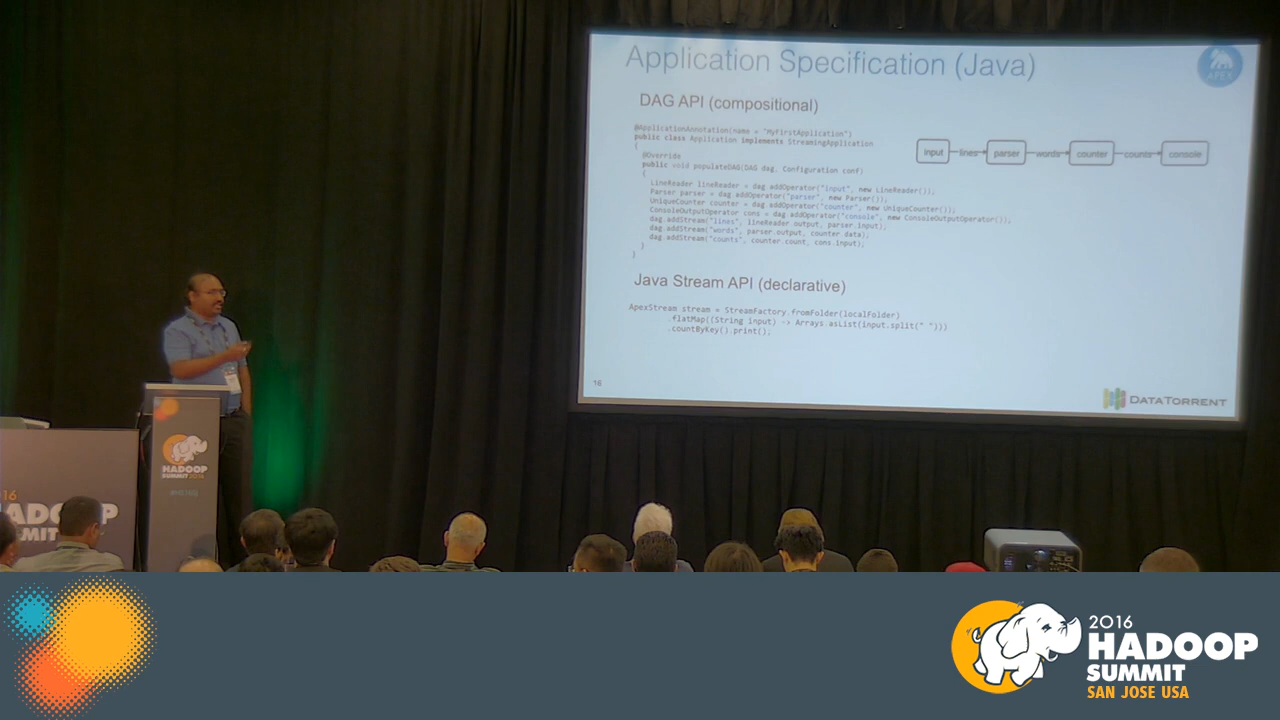 Application Specification (Java)
APEX
DAG API (compositional)
@ApplicationAnnotation(name = "MyFirstApplication")
public class Application implements StreamingApplication
{
@Override
public void populateDAG(DAG dag, Configuration conf)
{
LineReader lineReader = dag.addOperator("input", new LineReader());
Parser parser = dag.addOperator("parser", new Parser());
UniqueCounter counter = dag.addOperator("counter", new UniqueCounter());
ConsoleOutputOperator cons = dag.addOperator("console", new ConsoleOutputOperator());
dag.addStream("lines", lineReader.output, parser.input);
dag.addStream("words", parser.output, counter.data);
dag.addStream("counts", counter.count, cons.input);
}
}
input lines parser words counter counts console
Java Stream API (declarative)
ApexStream stream = StreamFactory.fromFolder(localFolder)
.flatMap((String input) -> Arrays.asList(input.split(" ")))
.countByKey().print();
16
DATATORRENT
HADOOP
SUMMIT 2016
16
ADOOP
MIT
2016
HADOOP
SUMMIT
SAN JOSE USA